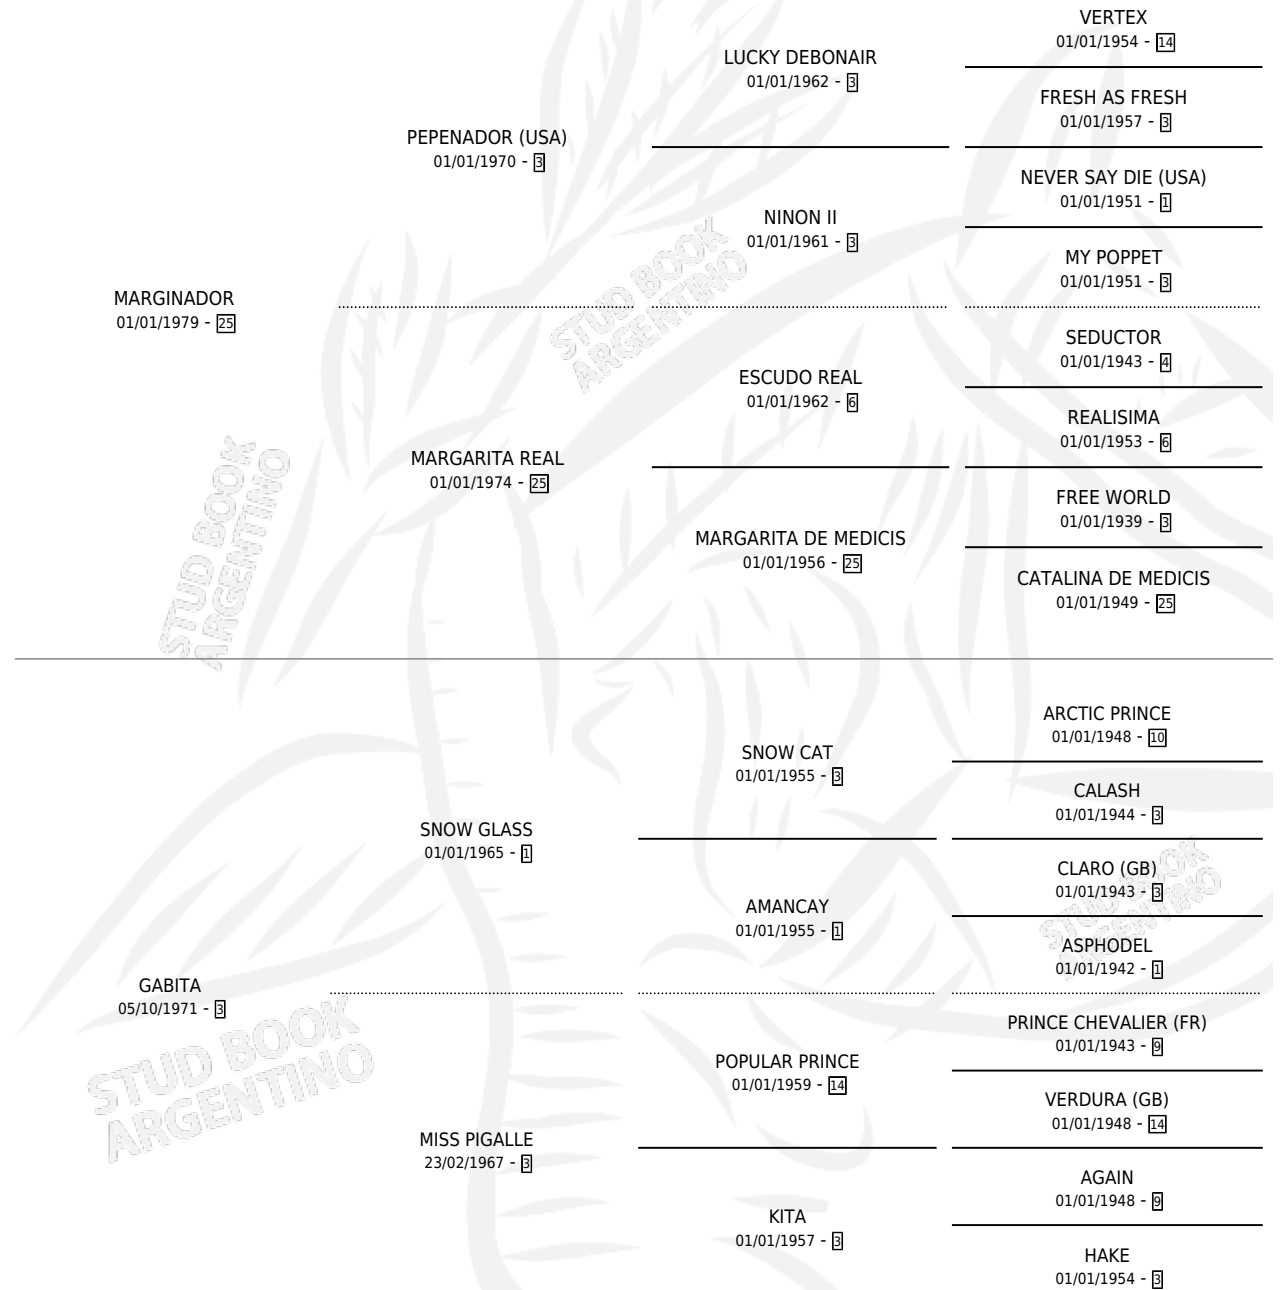 VERTEX
01/01/1954 - 14
LUCKY DEBONAIR
01/01/1962 - 3
FRESH AS FRESH
01/01/1957 - 3
PEPENADOR (USA)
01/01/1970 - 3
NEVER SAY DIE (USA)
01/01/1951 - 1
NINON II
01/01/1961 - 3
MY POPPET
01/01/1951 - 3
MARGINADOR
01/01/1979 - 25
SEDUCTOR
01/01/1943 - 4
ESCUDO REAL
01/01/1962 - 6
REALISIMA
01/01/1953 - 6
MARGARITA REAL
01/01/1974 - 25
FREE WORLD
01/01/1939 - 3
MARGARITA DE MEDICIS
01/01/1956 - 25
CATALINA DE MEDICIS
01/01/1949 - 25
ARCTIC PRINCE
01/01/1948 - 10
SNOW CAT
01/01/1955 - 3
CALASH
01/01/1944 - 3
SNOW GLASS
01/01/1965 - 1
CLARO (GB)
01/01/1943 - 3
AMANCAY
01/01/1955 - 1
ASPHODEL
01/01/1942 - 1
GABITA
05/10/1971 - 3
PRINCE CHEVALIER (FR)
01/01/1943 - 9
POPULAR PRINCE
01/01/1959 - 14
VERDURA (GB)
01/01/1948 - 14
MISS PIGALLE
23/02/1967 - 3
AGAIN
01/01/1948 - 9
KITA
01/01/1957 - 3
HAKE
01/01/1954 - 3
STUD BOOK
ARGENTINO
STUD BOOK
ARGENTINO
STUD BOOK
ARGENTINO
STUD BOOK
ARGENTINO